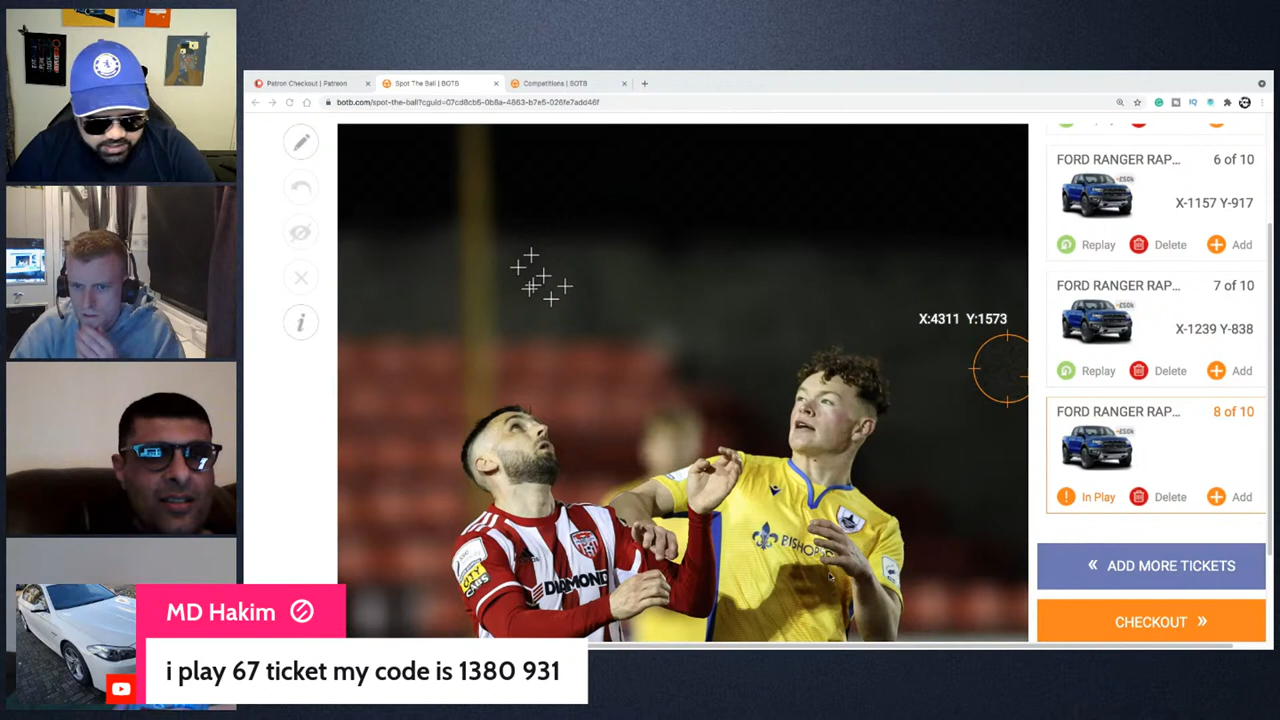 Patron Checkout | Patreon
Spot The Ball | BOTB
Competitions | BOTB
botb.com/spot-the-ball?cguid=07cd8cb5-0b8a-4863-b7e5-026fe7add46f
FORD RANGER RAP... 6 of 10
X-1157 Y-917
Replay Delete Add
FORD RANGER RAP... 7 of 10
X-1239 Y-838
Replay Delete Add
FORD RANGER RAP... 8 of 10
In Play Delete Add
« ADD MORE TICKETS
CHECKOUT »
X:4311 Y:1573
BISHOP
DIAMOND
CABS
MD Hakim
i play 67 ticket my code is 1380 931